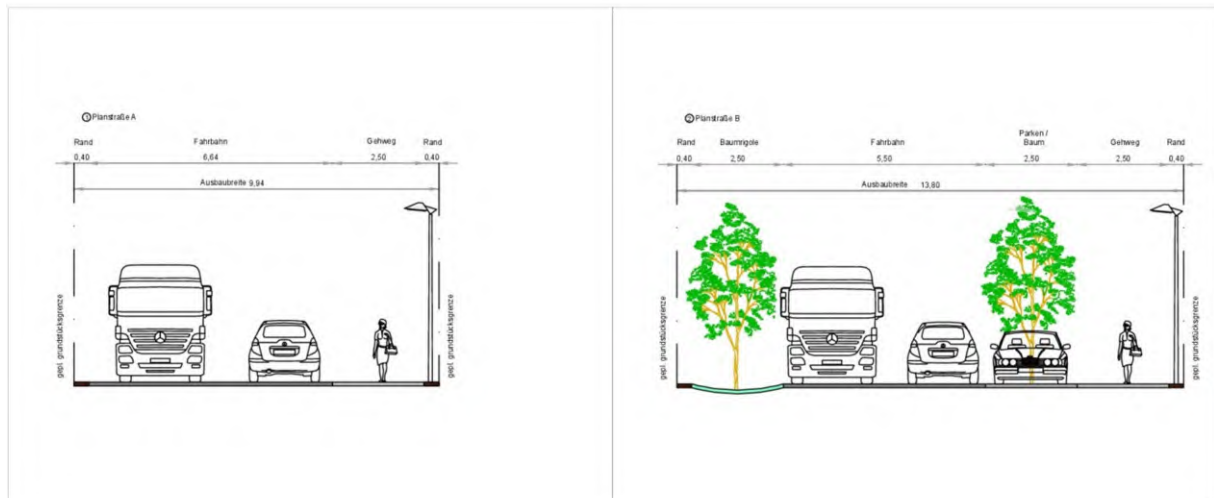 ① Planstraße A
Rand Fahrbahn Gehweg Rand
0,40 6,64 2,50 0,40
Ausbaubreite 9,94
gepl. grundstücksgrenze
gepl. grundstücksgrenze
② Planstraße B
Rand Baumrigole Fahrbahn Parken / Baum Gehweg Rand
0,40 2,50 5,50 2,50 2,50 0,40
Ausbaubreite 13,80
gepl. grundstücksgrenze
gepl. grundstücksgrenze